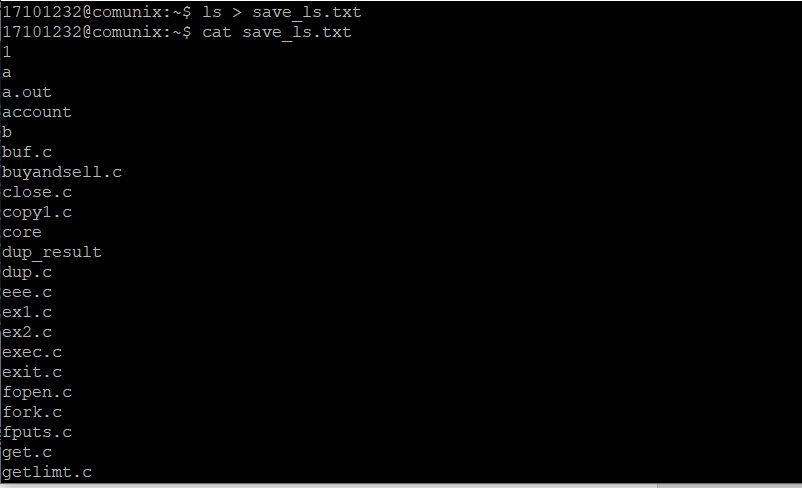 17101232@comunix:~$ ls > save_ls.txt
17101232@comunix:~$ cat save_ls.txt
1
a
a.out
account
b
buf.c
buyandsell.c
close.c
copy1.c
core
dup_result
dup.c
eee.c
ex1.c
ex2.c
exec.c
exit.c
fopen.c
fork.c
fputs.c
get.c
getlimt.c